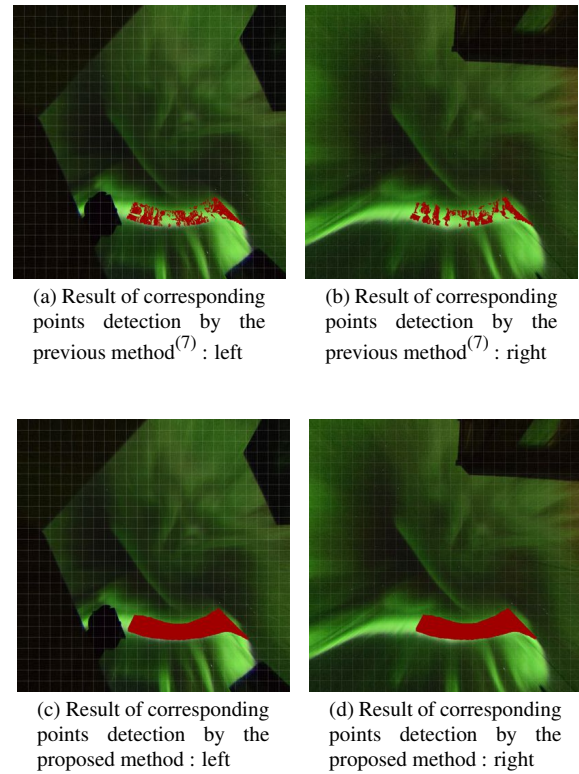 (a) Result of corresponding
points detection by the
previous method(7) : left
(b) Result of corresponding
points detection by the
previous method(7) : right
(c) Result of corresponding
points detection by the
proposed method : left
(d) Result of corresponding
points detection by the
proposed method : right